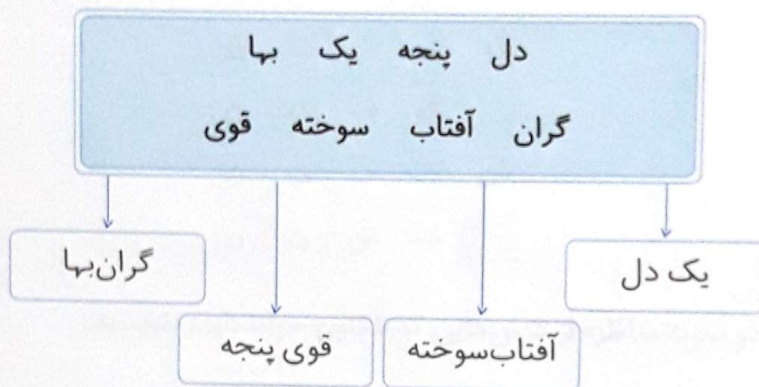 دل پنجه یک بها
گران آفتاب سوخته قوی
یک دل
آفتاب‌سوخته
قوی پنجه
گران‌بها